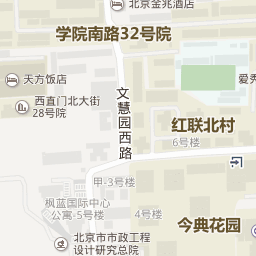 北京金兆酒店
学院南路32号院
天方饭店
爱秀
西直门北大街
28号院
文慧园西路
红联北村
6号楼
甲-3号楼
枫蓝国际中心
公寓-5号楼
4号楼
今典花园
北京市市政工程
设计研究总院